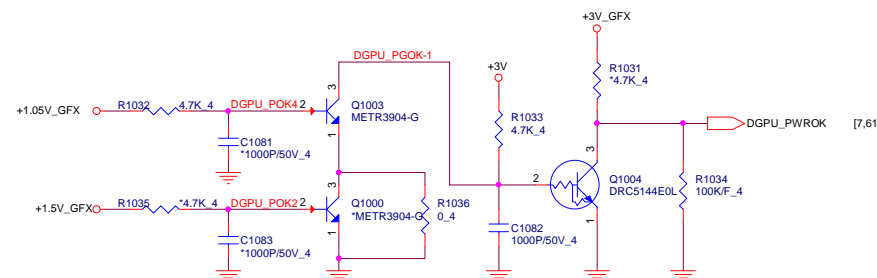 +3V_GFX
DGPU_PGOK-1
+3V
R1031
*4.7K_4
+1.05V_GFX
R1032
4.7K_4
DGPU_POK4
2
3
Q1003
METR3904-G
1
R1033
4.7K_4
DGPU_PWROK
[7,61
C1081
*1000P/50V_4
3
2
Q1004
DRC5144E0L
1
R1034
100K/F_4
+1.5V_GFX
R1035
*4.7K_4
DGPU_POK2
2
3
Q1000
*METR3904-G
1
R1036
0_4
C1082
1000P/50V_4
C1083
*1000P/50V_4